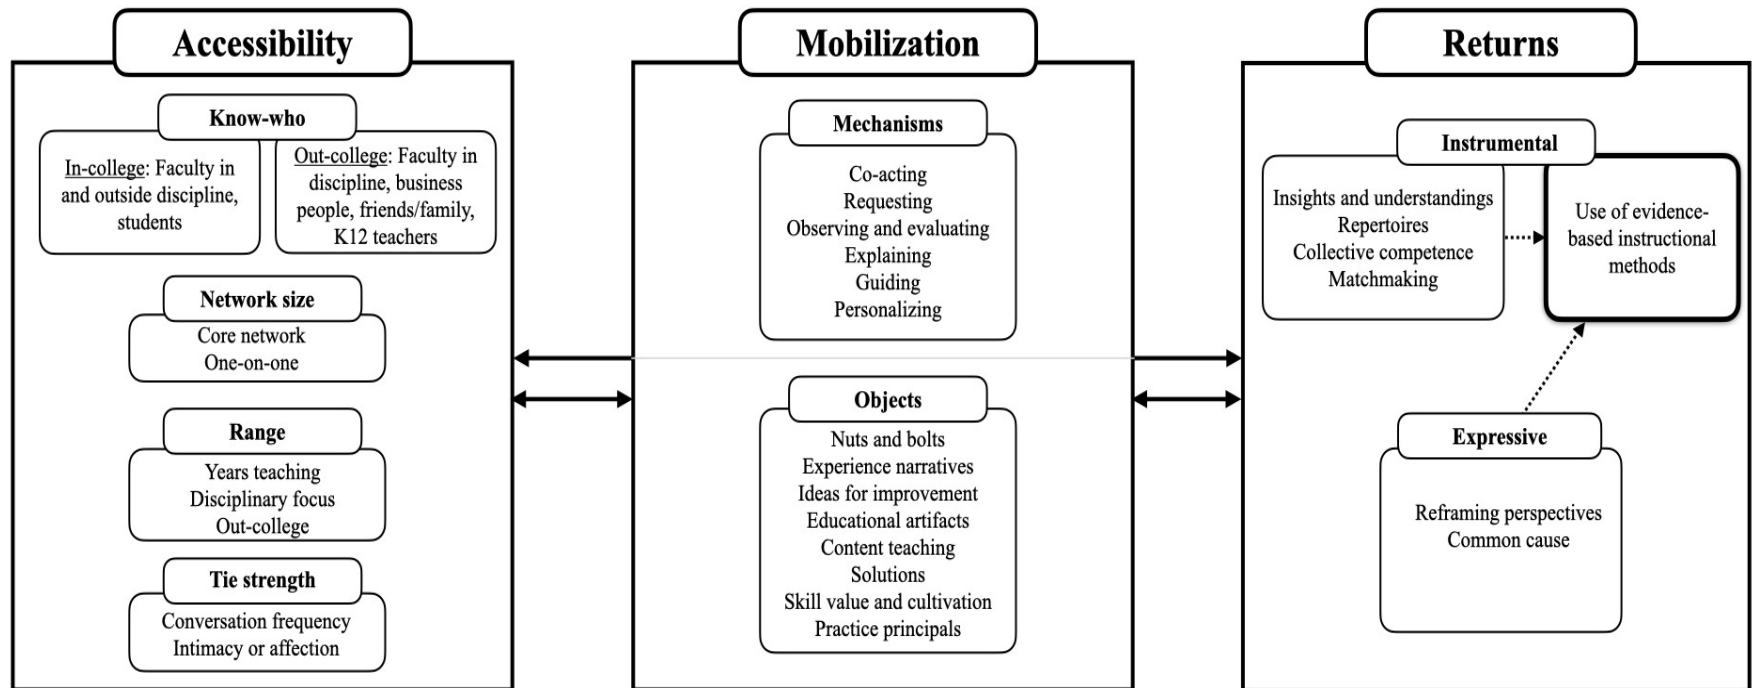 Accessibility
Know-who
In-college: Faculty in
and outside discipline,
students
Out-college: Faculty in
discipline, business
people, friends/family,
K12 teachers
Network size
Core network
One-on-one
Range
Years teaching
Disciplinary focus
Out-college
Tie strength
Conversation frequency
Intimacy or affection
Mobilization
Mechanisms
Co-acting
Requesting
Observing and evaluating
Explaining
Guiding
Personalizing
Objects
Nuts and bolts
Experience narratives
Ideas for improvement
Educational artifacts
Content teaching
Solutions
Skill value and cultivation
Practice principals
Returns
Instrumental
Insights and understandings
Repertoires
Collective competence
Matchmaking
Use of evidence-
based instructional
methods
Expressive
Reframing perspectives
Common cause